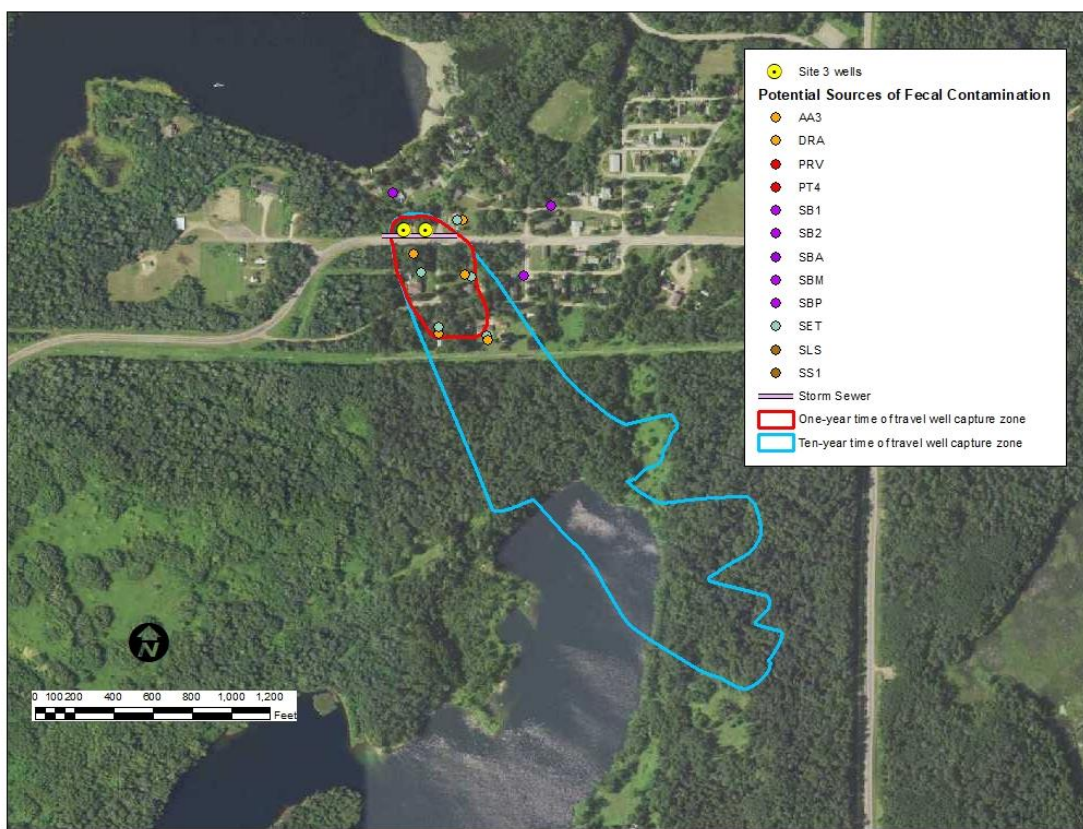 Site 3 wells
Potential Sources of Fecal Contamination
AA3
DRA
PRV
PT4
SB1
SB2
SBA
SBM
SBP
SET
SLS
SS1
Storm Sewer
One-year time of travel well capture zone
Ten-year time of travel well capture zone
N
0 100 200 400 600 800 1,000 1,200
Feet